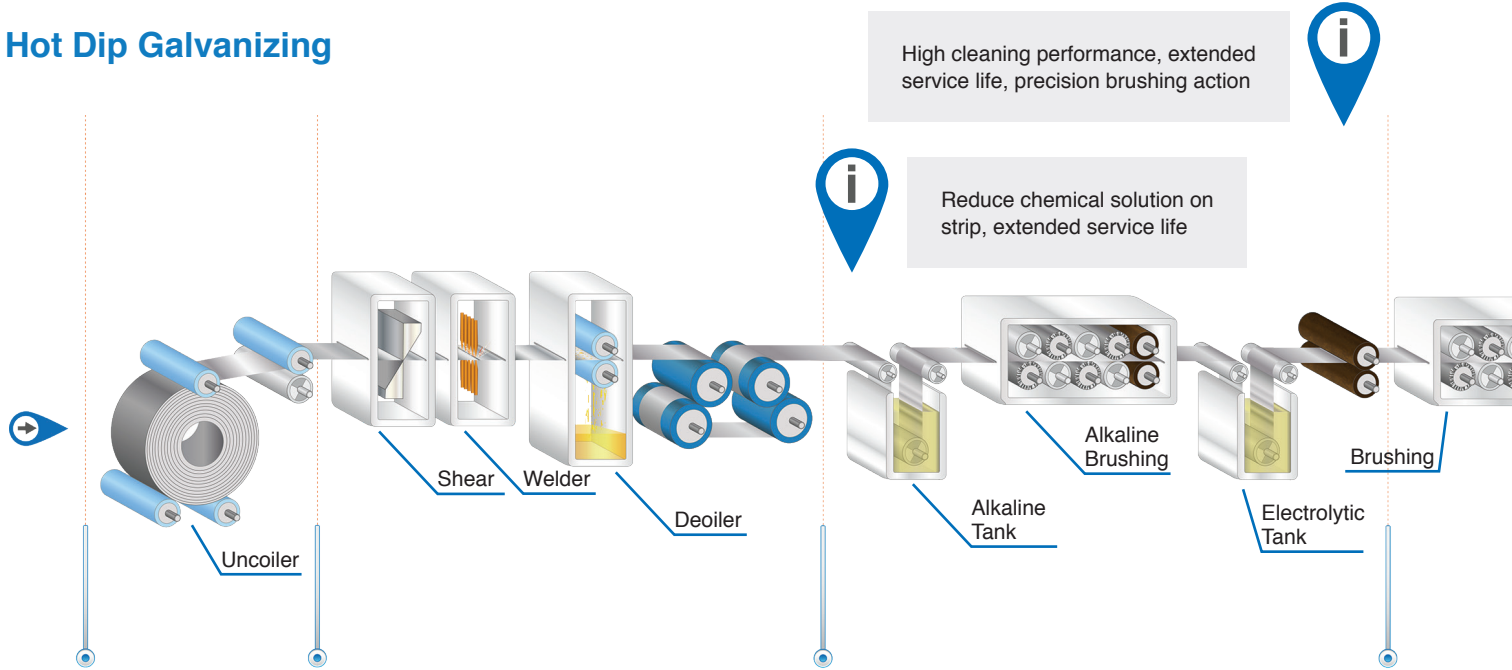 Hot Dip Galvanizing
i
High cleaning performance, extended
service life, precision brushing action
i
Reduce chemical solution on
strip, extended service life
Uncoiler
Shear
Welder
Deoiler
Alkaline
Tank
Alkaline
Brushing
Electrolytic
Tank
Brushing